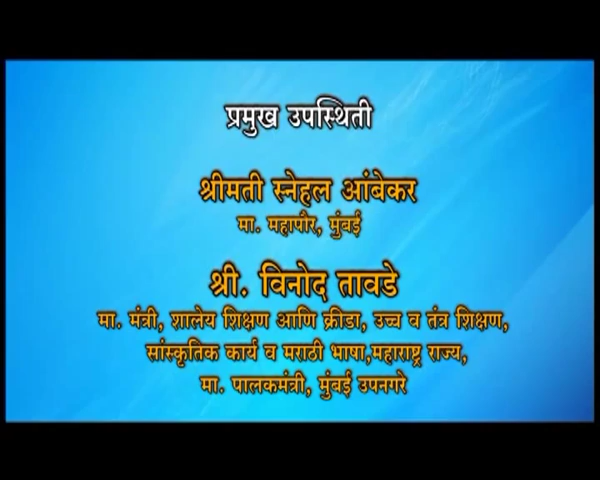 प्रमुख उपस्थिती
श्रीमती स्नेहल आंबेकर
मा. महापौर, मुंबई
श्री. विनोद तावडे
मा. मंत्री, शालेय शिक्षण आणि क्रीडा, उच्च व तंत्र शिक्षण,
सांस्कृतिक कार्य व मराठी भाषा,महाराष्ट्र राज्य,
मा. पालकमंत्री, मुंबई उपनगरे